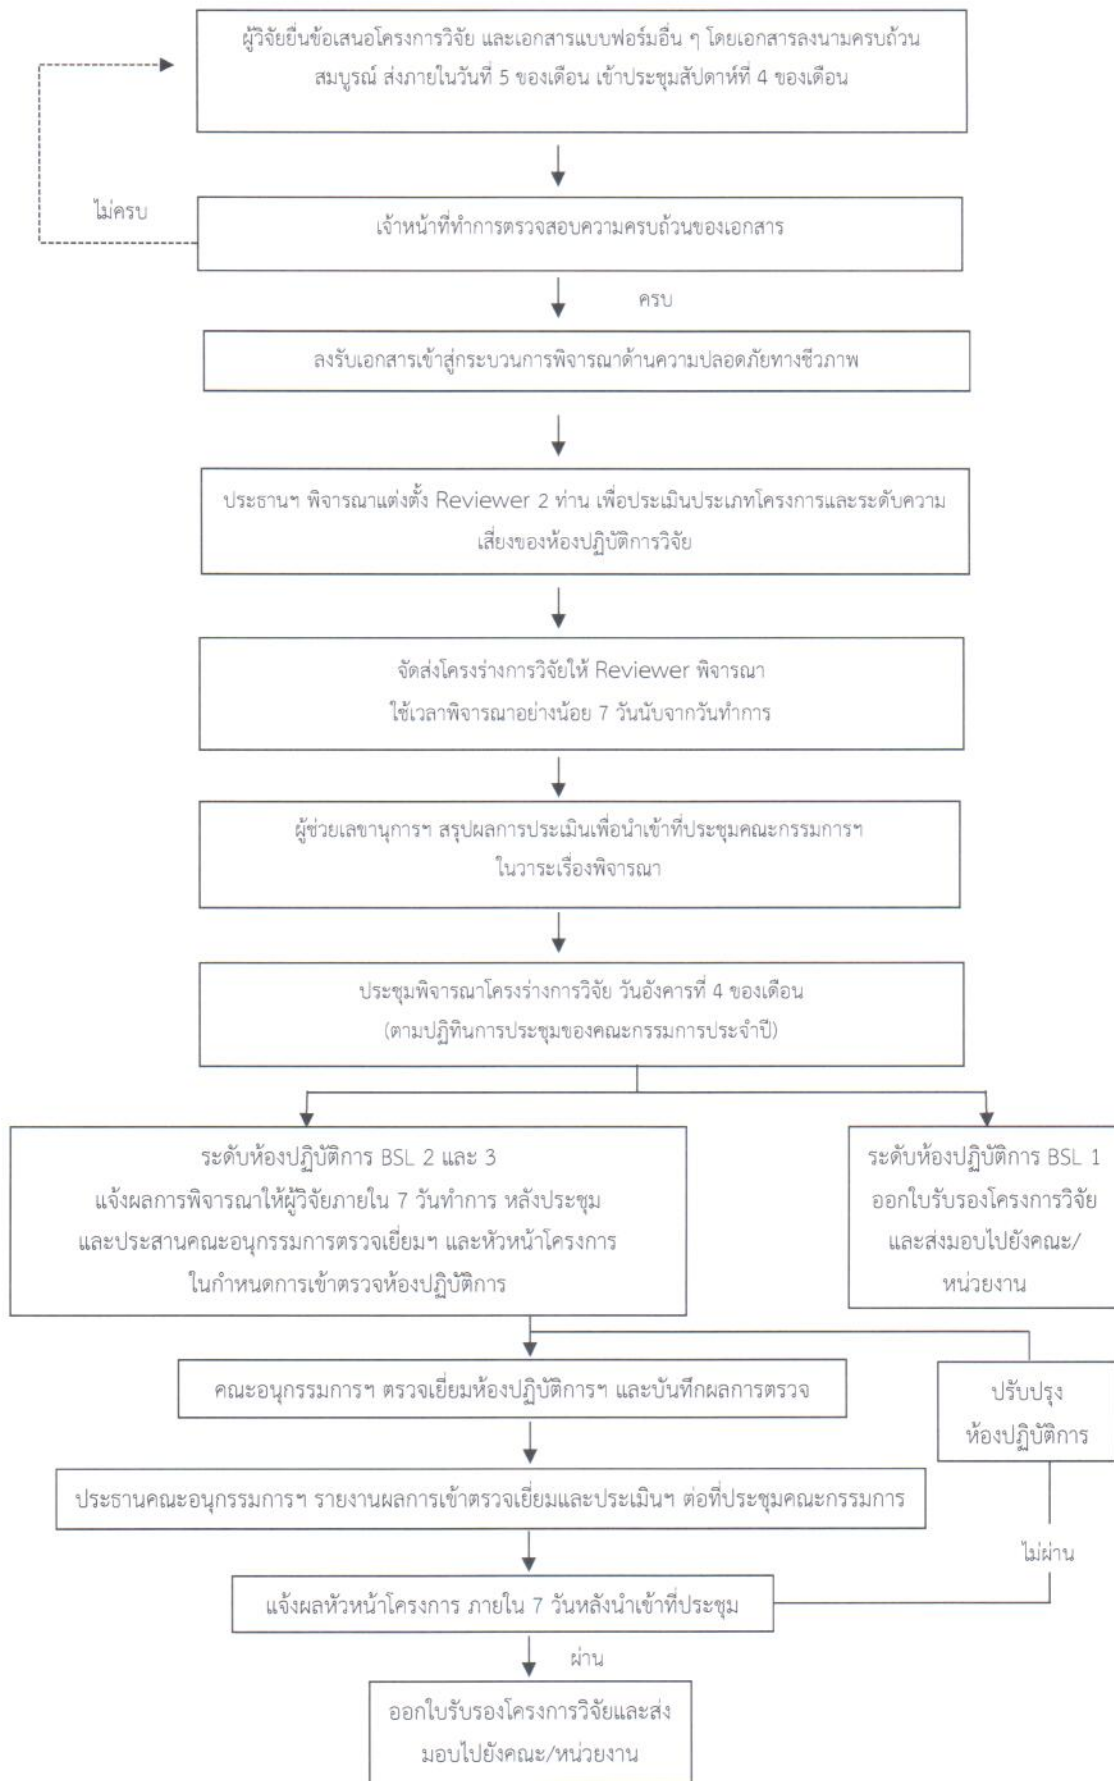 ผู้วิจัยยื่นข้อเสนอโครงการวิจัย และเอกสารแบบฟอร์มอื่น ๆ โดยเอกสารลงนามครบถ้วน
สมบูรณ์ ส่งภายในวันที่ 5 ของเดือน เข้าประชุมสัปดาห์ที่ 4 ของเดือน
ไม่ครบ
เจ้าหน้าที่ทำการตรวจสอบความครบถ้วนของเอกสาร
ครบ
ลงรับเอกสารเข้าสู่กระบวนการพิจารณาด้านความปลอดภัยทางชีวภาพ
ประธานฯ พิจารณาแต่งตั้ง Reviewer 2 ท่าน เพื่อประเมินประเภทโครงการและระดับความ
เสี่ยงของห้องปฏิบัติการวิจัย
จัดส่งโครงร่างการวิจัยให้ Reviewer พิจารณา
ใช้เวลาพิจารณาอย่างน้อย 7 วันนับจากวันทำการ
ผู้ช่วยเลขานุการฯ สรุปผลการประเมินเพื่อนำเข้าที่ประชุมคณะกรรมการฯ
ในวาระเรื่องพิจารณา
ประชุมพิจารณาโครงร่างการวิจัย วันอังคารที่ 4 ของเดือน
(ตามปฏิทินการประชุมของคณะกรรมการประจำปี)
ระดับห้องปฏิบัติการ BSL 2 และ 3
แจ้งผลการพิจารณาให้ผู้วิจัยภายใน 7 วันทำการ หลังประชุม
และประสานคณะอนุกรรมการตรวจเยี่ยมฯ และหัวหน้าโครงการ
ในกำหนดการเข้าตรวจห้องปฏิบัติการ
ระดับห้องปฏิบัติการ BSL 1
ออกใบรับรองโครงการวิจัย
และส่งมอบไปยังคณะ/
หน่วยงาน
คณะอนุกรรมการฯ ตรวจเยี่ยมห้องปฏิบัติการฯ และบันทึกผลการตรวจ
ปรับปรุง
ห้องปฏิบัติการ
ประธานคณะอนุกรรมการฯ รายงานผลการเข้าตรวจเยี่ยมและประเมินฯ ต่อที่ประชุมคณะกรรมการ
ไม่ผ่าน
แจ้งผลหัวหน้าโครงการ ภายใน 7 วันหลังนำเข้าที่ประชุม
ผ่าน
ออกใบรับรองโครงการวิจัยและส่ง
มอบไปยังคณะ/หน่วยงาน